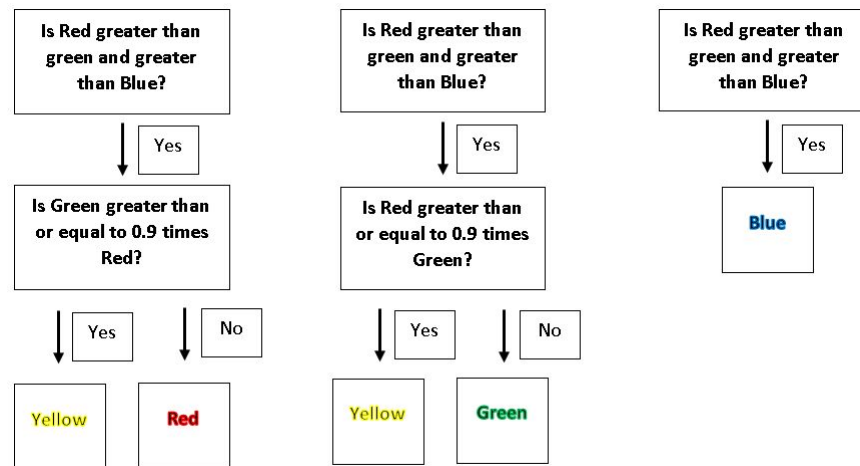 Is Red greater than
green and greater
than Blue?
Yes
Is Green greater than
or equal to 0.9 times
Red?
Yes
No
Yellow
Red
Is Red greater than
green and greater
than Blue?
Yes
Is Red greater than
or equal to 0.9 times
Green?
Yes
No
Yellow
Green
Is Red greater than
green and greater
than Blue?
Yes
Blue